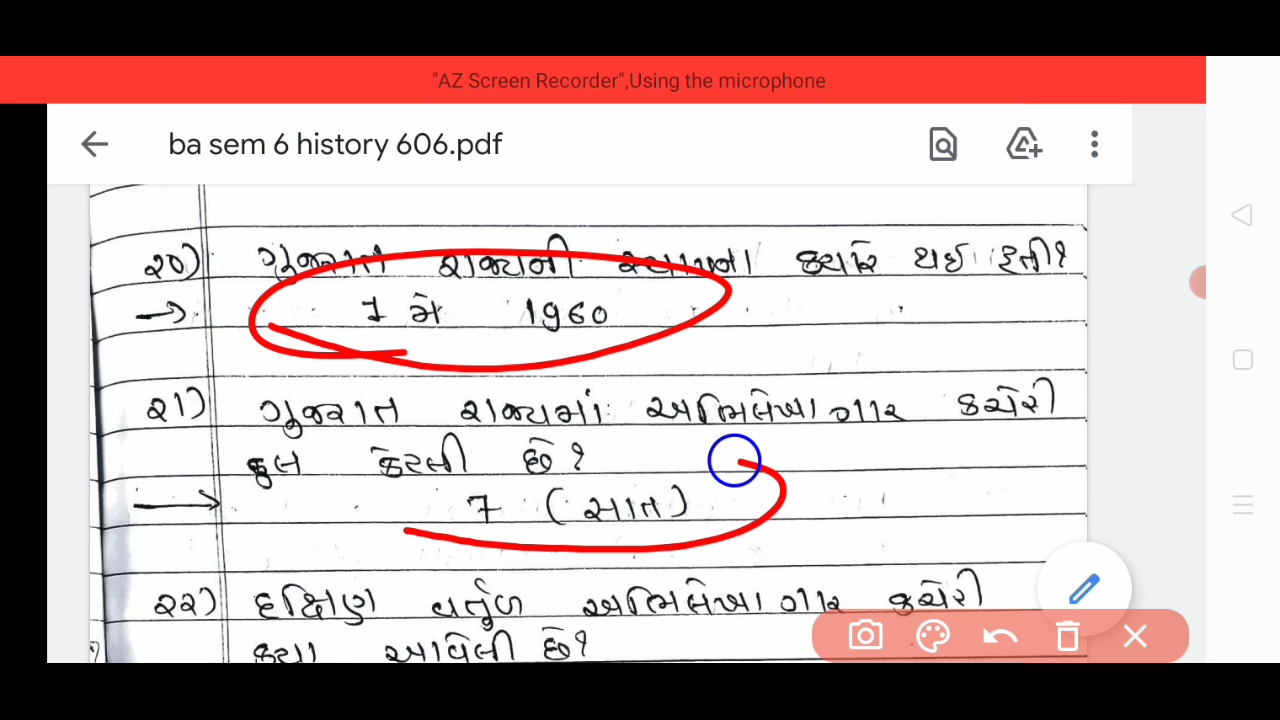 "AZ Screen Recorder",Using the microphone
ba sem 6 history 606.pdf
૨૦) ગુજરાત રાજ્યની સ્થાપના ક્યારે થઇ હતી?
→ 1 મે 1960
૨૧) ગુજરાત રાજ્યમાં અભિલેખાગાર કચેરી
કુલ કેટલી છે?
→ 7 (સાત)
૨૨) દક્ષિણ વર્તુળ અભિલેખાગાર કચેરી
ક્યા આવેલી છે?